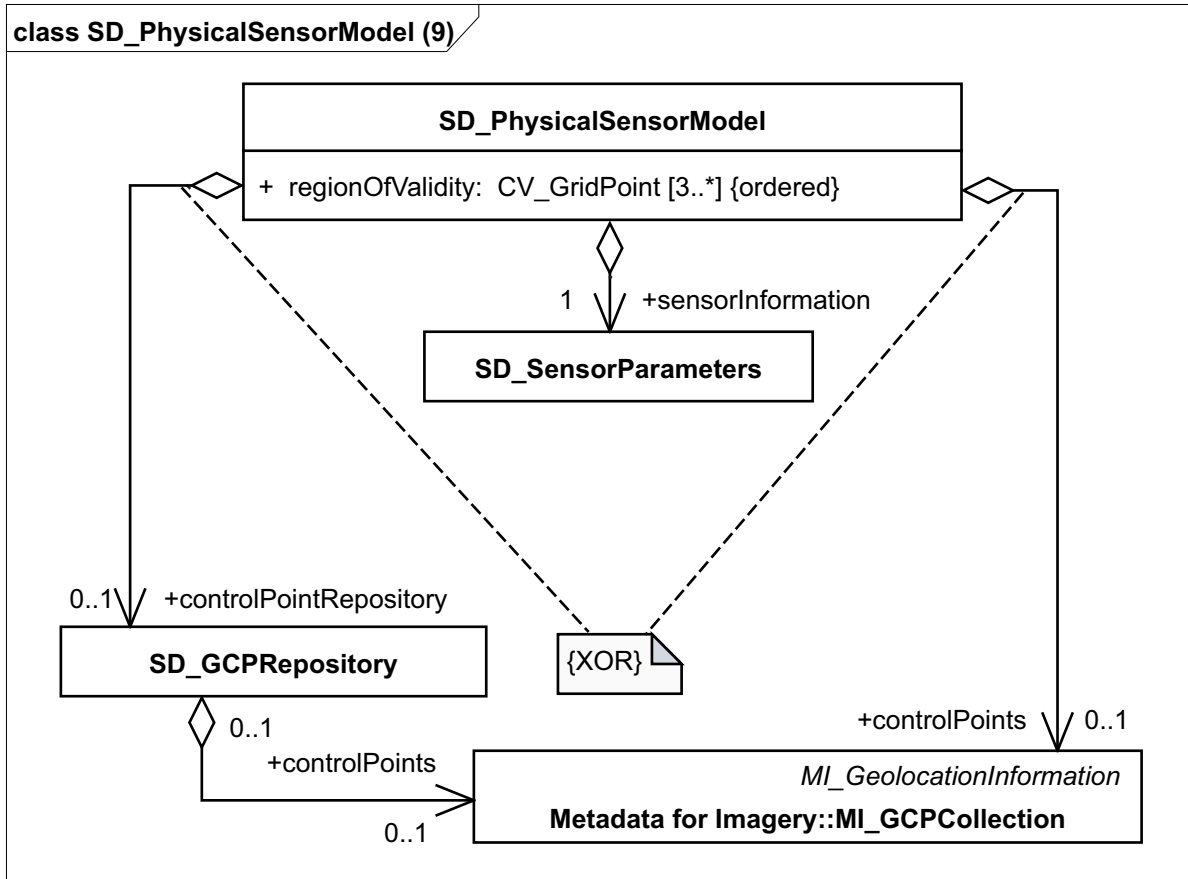 class SD_PhysicalSensorModel (9)
SD_PhysicalSensorModel
+ regionOfValidity: CV_GridPoint [3..*] {ordered}
1 +sensorInformation
SD_SensorParameters
0..1 +controlPointRepository
SD_GCPRepository
{XOR}
0..1
+controlPoints 0..1
+controlPoints
0..1
MI_GeolocationInformation
Metadata for Imagery::MI_GCPCollection